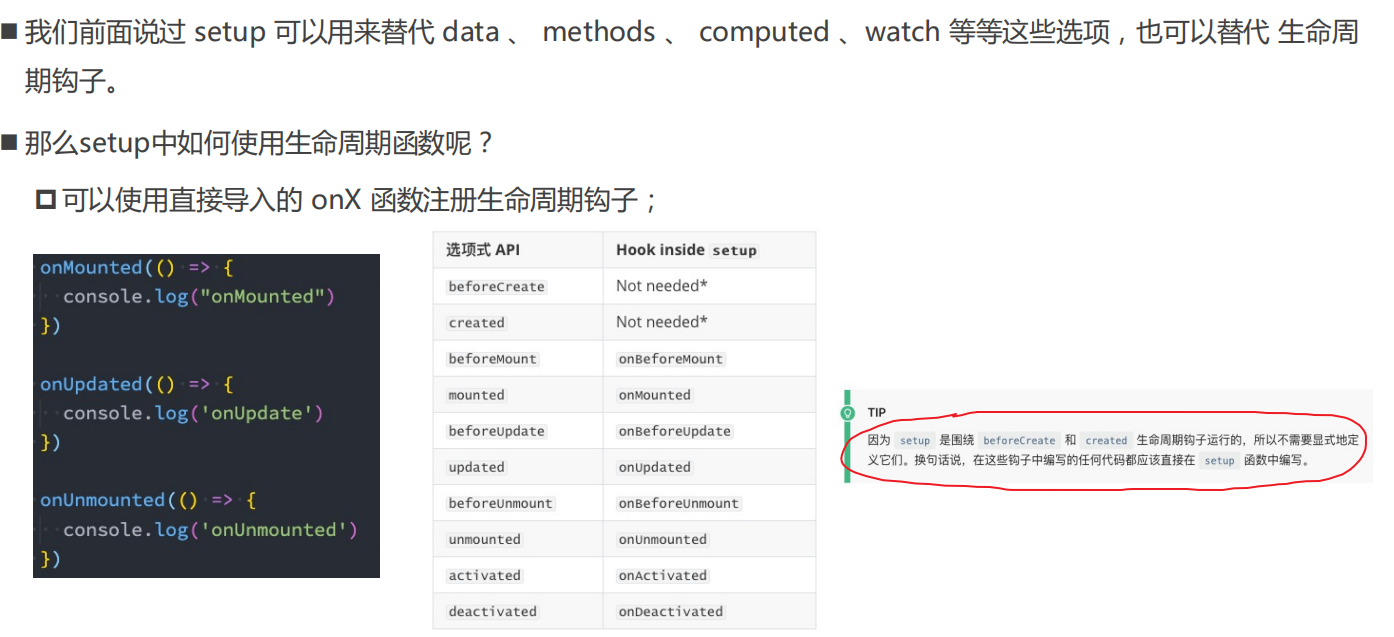 ■ 我们前面说过 setup 可以用来替代 data 、 methods 、 computed 、watch 等等这些选项，也可以替代 生命周
期钩子。
■ 那么setup中如何使用生命周期函数呢？
可以使用直接导入的 onX 函数注册生命周期钩子；
onMounted(() => {
console.log("onMounted")
})
onUpdated(() => {
console.log('onUpdate')
})
onUnmounted(() => {
console.log('onUnmounted')
})
选项式 API Hook inside setup
beforeCreate Not needed*
created Not needed*
beforeMount onBeforeMount
mounted onMounted
beforeUpdate onBeforeUpdate
updated onUpdated
beforeUnmount onBeforeUnmount
unmounted onUnmounted
activated onActivated
deactivated onDeactivated
TIP
因为 setup 是围绕 beforeCreate 和 created 生命周期钩子运行的，所以不需要显式地定
义它们。换句话说，在这些钩子中编写的任何代码都应该直接在 setup 函数中编写。